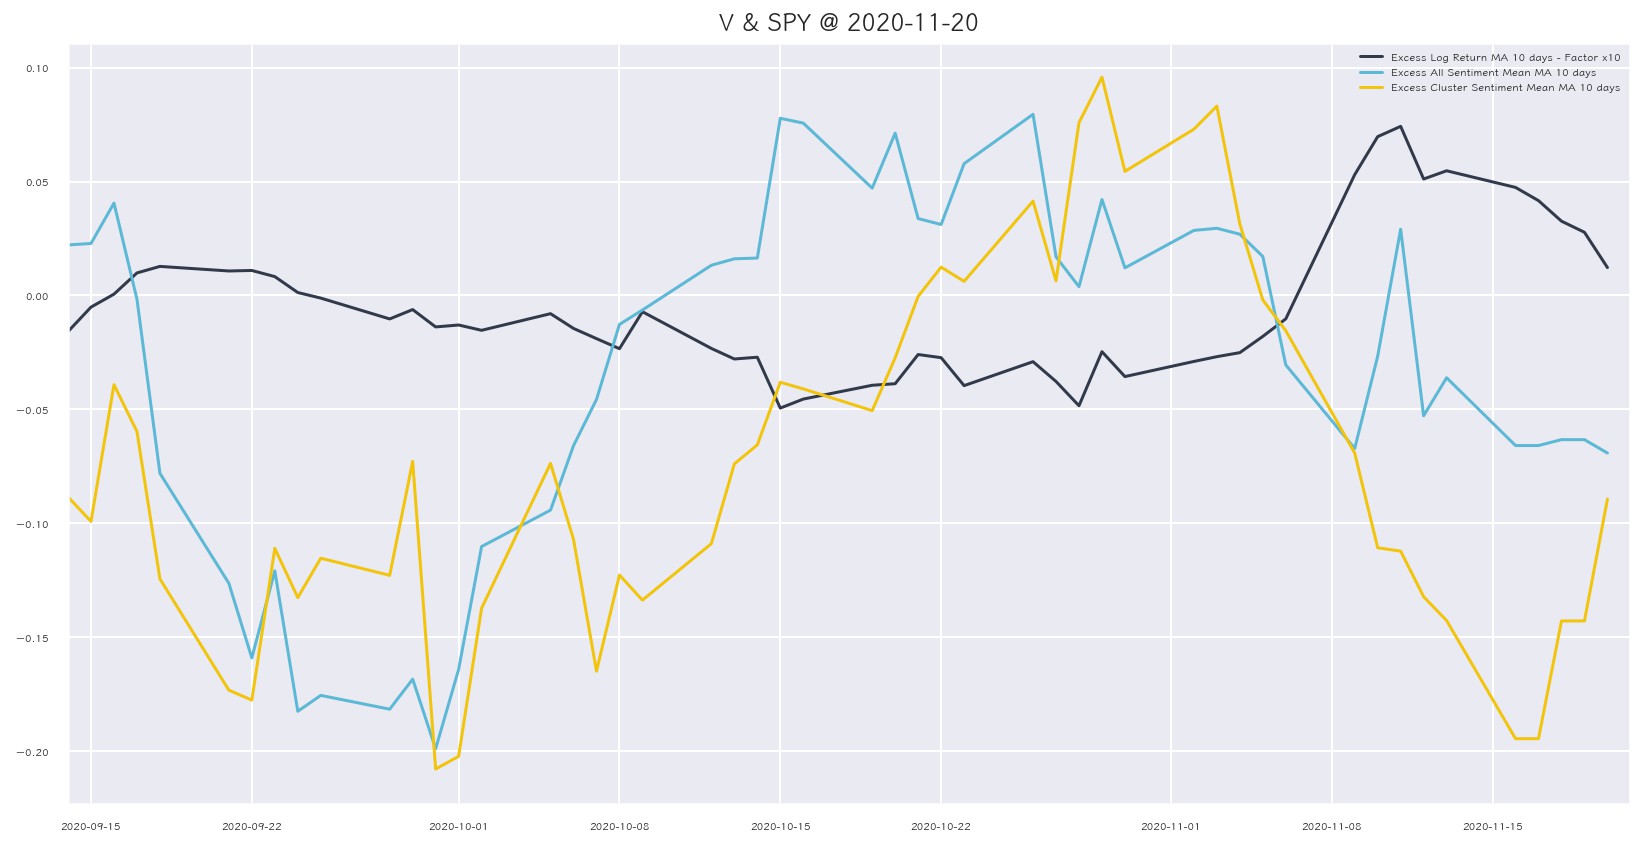 V & SPY @ 2020-11-20
Excess Log Return MA 10 days - Factor x10
Excess All Sentiment Mean MA 10 days
Excess Cluster Sentiment Mean MA 10 days
0.10
0.05
0.00
−0.05
−0.10
−0.15
−0.20
2020-09-15 2020-09-22 2020-10-01 2020-10-08 2020-10-15 2020-10-22 2020-11-01 2020-11-08 2020-11-15